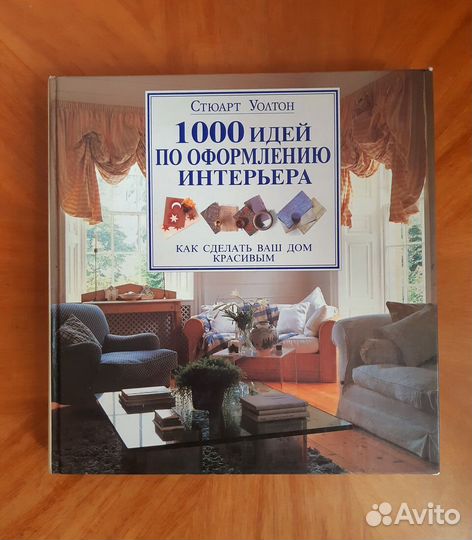 Стюарт Уолтон
1000 ИДЕЙ
ПО ОФОРМЛЕНИЮ
ИНТЕРЬЕРА
КАК СДЕЛАТЬ ВАШ ДОМ
КРАСИВЫМ
Avito